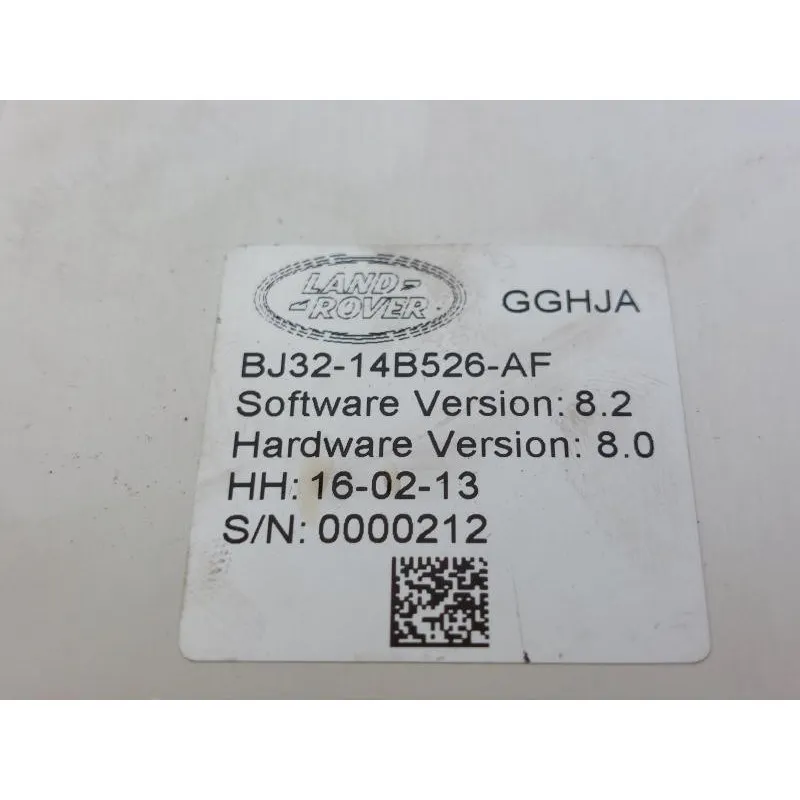 LAND-
-ROVER
GGHJA
BJ32-14B526-AF
Software Version: 8.2
Hardware Version: 8.0
HH: 16-02-13
S/N: 0000212